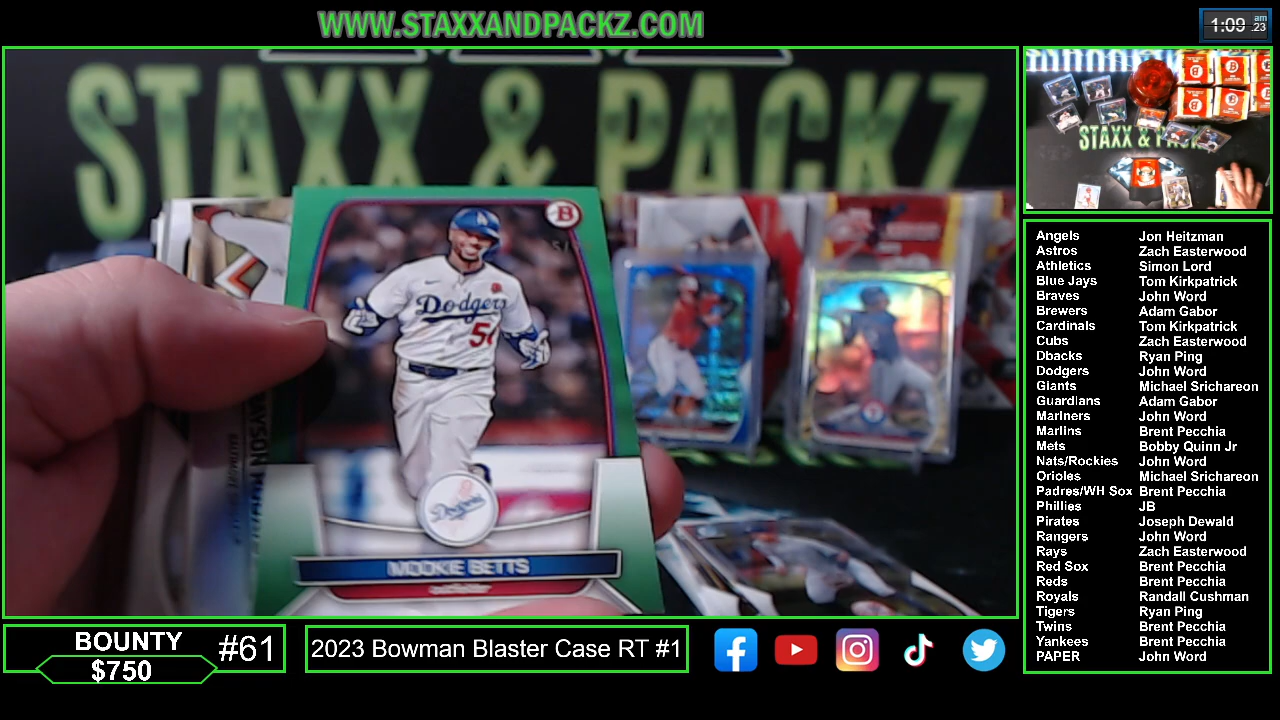 WWW.STAXXANDPACKZ.COM
1:09 am .23
STAXX & PACKZ
B
Dodgers
Dodgers
MOOKIE BETTS
STAXX & PACKZ
Angels Jon Heitzman
Astros Zach Easterwood
Athletics Simon Lord
Blue Jays Tom Kirkpatrick
Braves John Word
Brewers Adam Gabor
Cardinals Tom Kirkpatrick
Cubs Zach Easterwood
Dbacks Ryan Ping
Dodgers John Word
Giants Michael Srichareon
Guardians Adam Gabor
Mariners John Word
Marlins Brent Pecchia
Mets Bobby Quinn Jr
Nats/Rockies John Word
Orioles Michael Srichareon
Padres/WH Sox Brent Pecchia
Phillies JB
Pirates Joseph Dewald
Rangers John Word
Rays Zach Easterwood
Red Sox Brent Pecchia
Reds Brent Pecchia
Royals Randall Cushman
Tigers Ryan Ping
Twins Brent Pecchia
Yankees Brent Pecchia
PAPER John Word
BOUNTY #61
$750
2023 Bowman Blaster Case RT #1